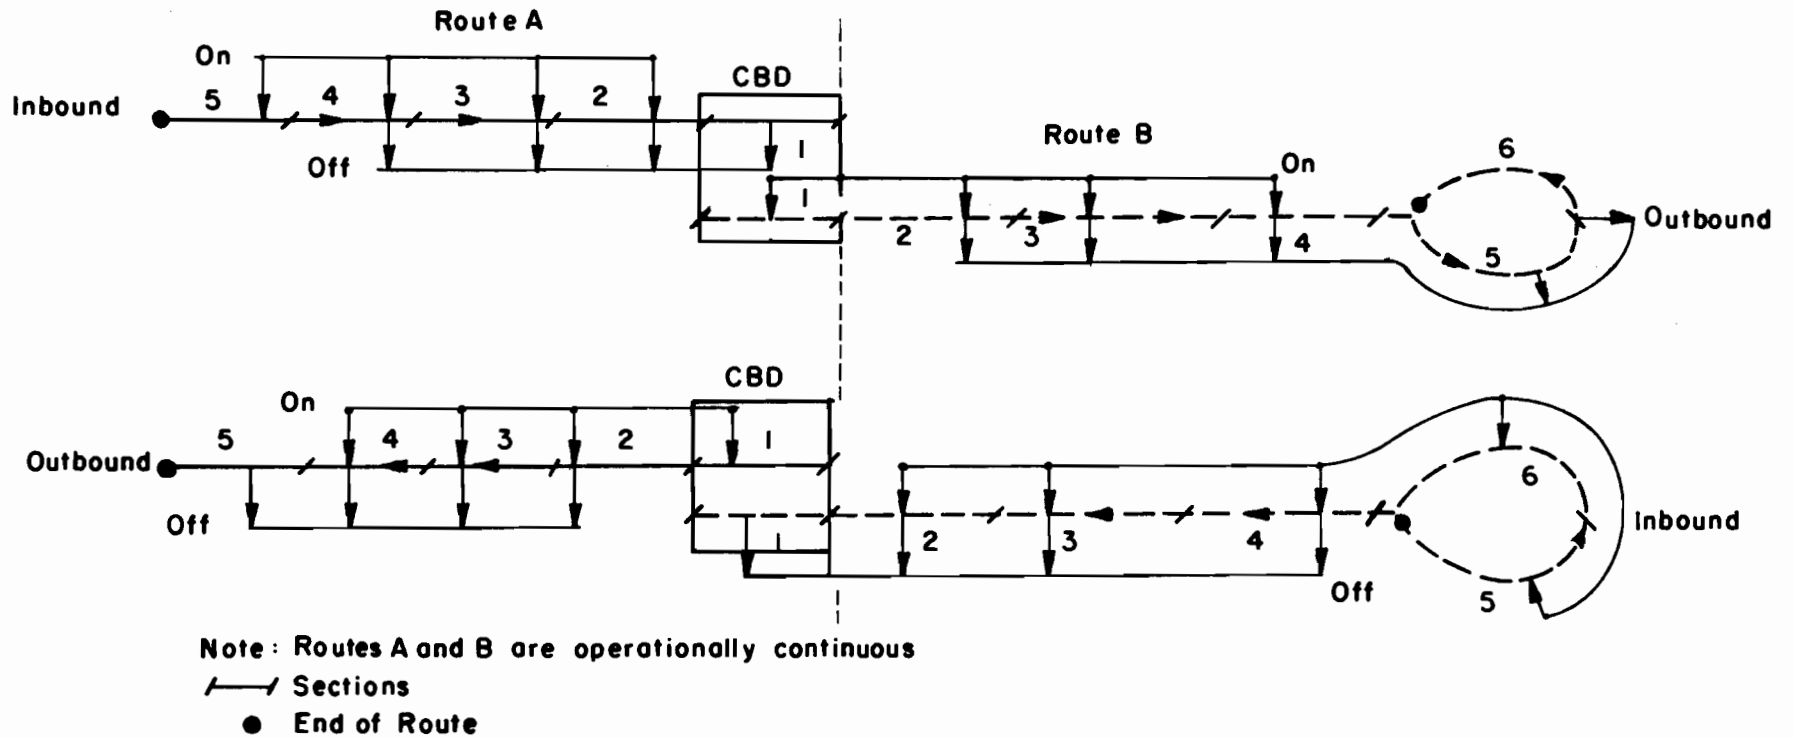 Route A
On
Inbound
5 4 3 2
CBD
Off
1
1
Route B
On
6
2 3 4 5
Outbound
CBD
On
5 4 3 2 1
Outbound
Off
1
2 3 4
Off
6
5
Inbound
Note: Routes A and B are operationally continuous
Sections
End of Route